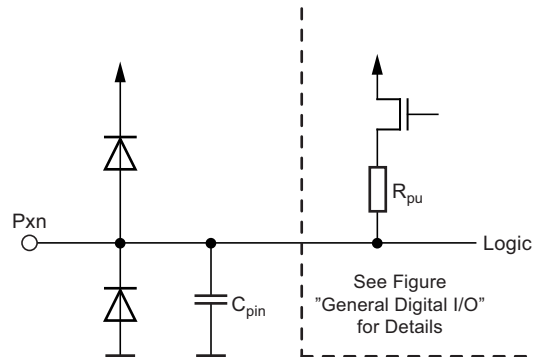 Pxn
Rpu
Logic
Cpin
See Figure
"General Digital I/O"
for Details